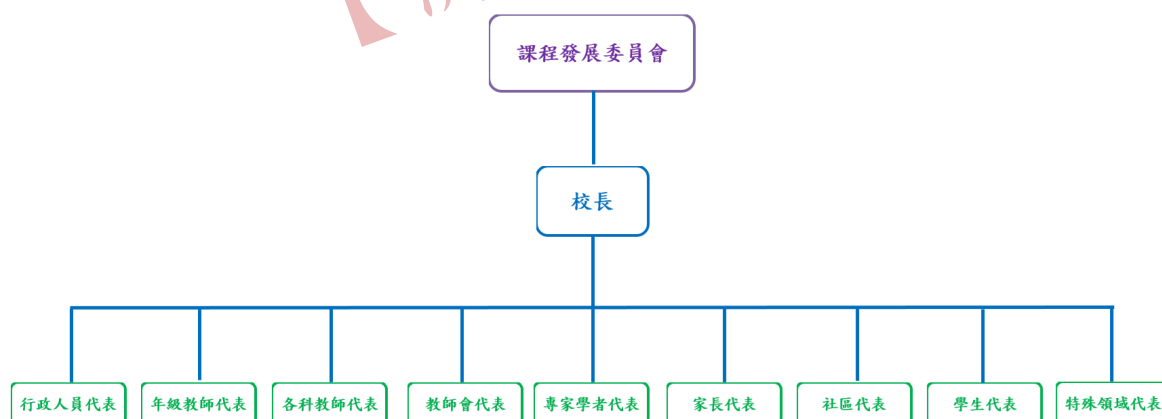 課程發展委員會
校長
行政人員代表
年級教師代表
各科教師代表
教師會代表
專家學者代表
家長代表
社區代表
學生代表
特殊領域代表